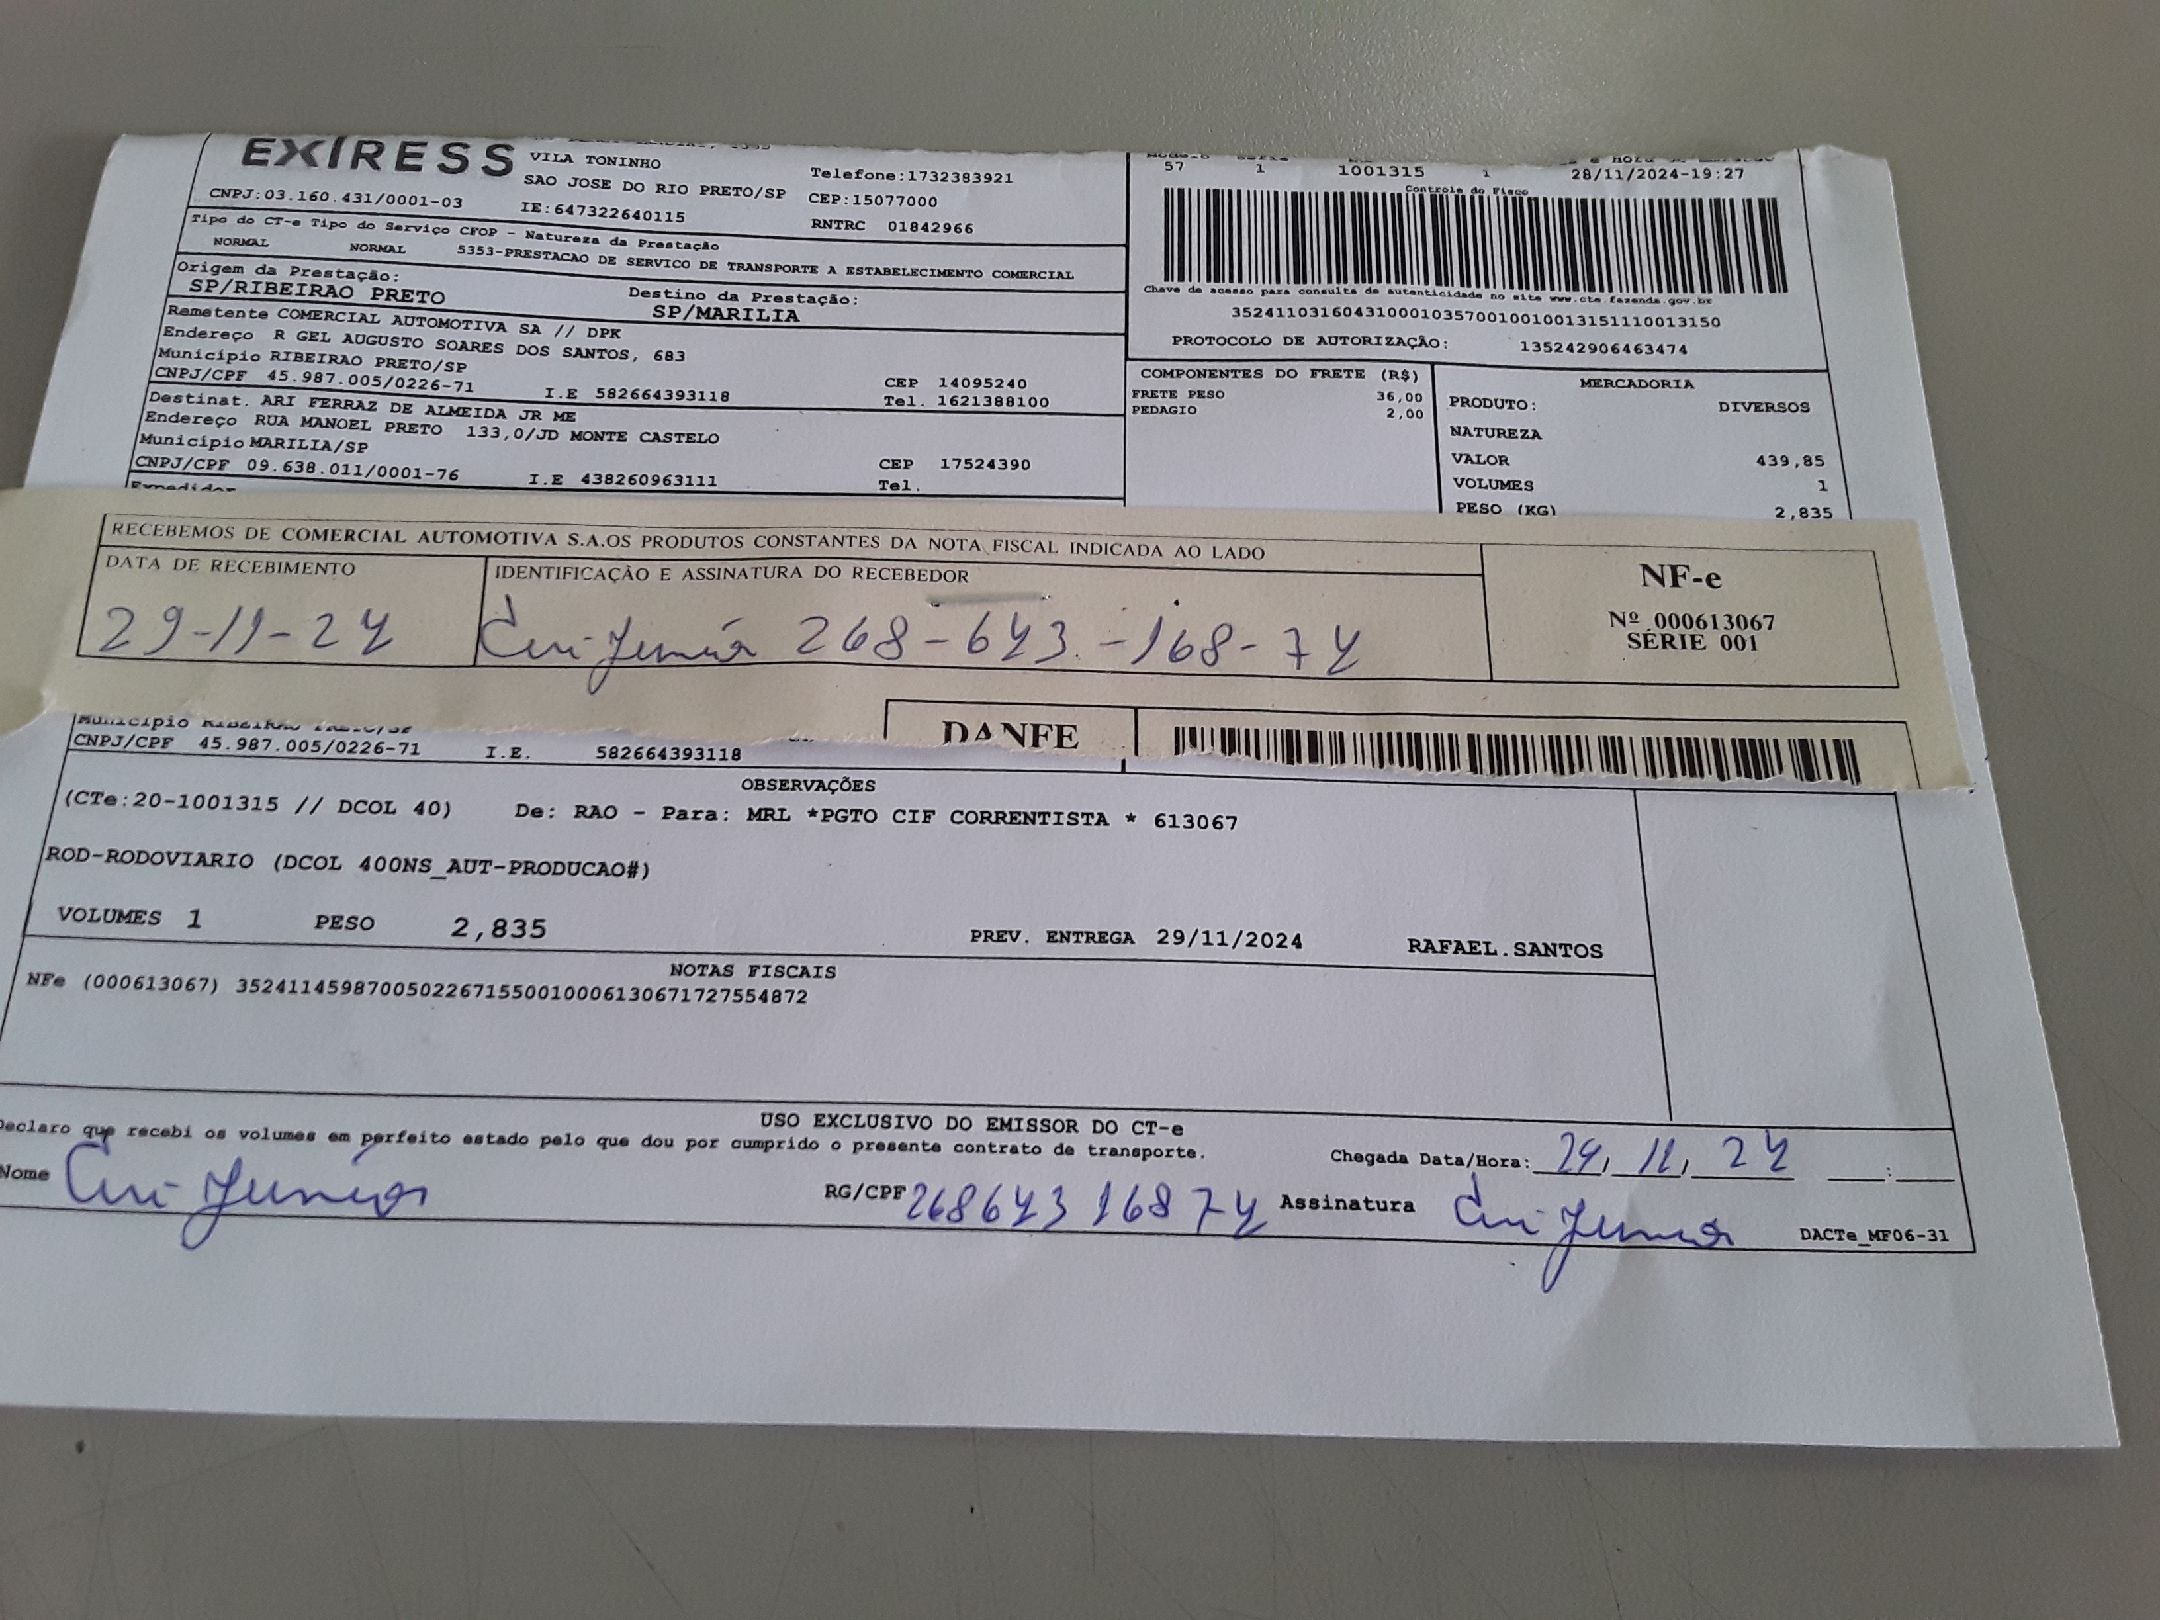 EXPRESS
VILA TONINHO
SAO JOSE DO RIO PRETO/SP
Telefone:1732383921
CEP:15077000
CNPJ:03.160.431/0001-03 IE:647322640115 RNTRC 01842966
Tipo do CT-e Tipo do Serviço CFOP - Natureza da Prestação
NORMAL NORMAL 5353-PRESTACAO DE SERVICO DE TRANSPORTE A ESTABELECIMENTO COMERCIAL
Origem da Prestação: Destino da Prestação:
SP/RIBEIRAO PRETO SP/MARILIA
Remetente COMERCIAL AUTOMOTIVA SA // DPK
Endereço R GEL AUGUSTO SOARES DOS SANTOS, 683
Município RIBEIRAO PRETO/SP CEP 14095240
CNPJ/CPF 45.987.005/0226-71 I.E 582664393118 Tel. 1621388100
Destinat. ARI FERRAZ DE ALMEIDA JR ME
Endereço RUA MANOEL PRETO 133,0/JD MONTE CASTELO
Município MARILIA/SP CEP 17524390
CNPJ/CPF 09.638.011/0001-76 I.E 438260963111 Tel.
Expedidor
57 1 1001315 1 28/11/2024-19:27
Controle do Fisco
Chave de acesso para consulta de autenticidade no site www.cte.fazenda.gov.br
35241103160431000103570010010013151110013150
PROTOCOLO DE AUTORIZAÇÃO: 135242906463474
COMPONENTES DO FRETE (R$)
FRETE PESO 36,00
PEDAGIO 2,00
MERCADORIA
PRODUTO: DIVERSOS
NATUREZA
VALOR 439,85
VOLUMES 1
PESO (KG) 2,835
RECEBEMOS DE COMERCIAL AUTOMOTIVA S.A.OS PRODUTOS CONSTANTES DA NOTA FISCAL INDICADA AO LADO
DATA DE RECEBIMENTO IDENTIFICAÇÃO E ASSINATURA DO RECEBEDOR
29-11-24 268-643-168-74
NF-e
Nº 000613067
SÉRIE 001
DANFE
Município RIBEIRAO PRETO/SP
CNPJ/CPF 45.987.005/0226-71 I.E. 582664393118
OBSERVAÇÕES
(CTe:20-1001315 // DCOL 40) De: RAO - Para: MRL *PGTO CIF CORRENTISTA * 613067
ROD-RODOVIARIO (DCOL 400NS_AUT-PRODUCAO#)
VOLUMES 1 PESO 2,835 PREV. ENTREGA 29/11/2024 RAFAEL.SANTOS
NOTAS FISCAIS
NFe (000613067) 35241145987005022671550010006130671727554872
USO EXCLUSIVO DO EMISSOR DO CT-e
Declaro que recebi os volumes em perfeito estado pelo que dou por cumprido o presente contrato de transporte.
Chegada Data/Hora: 29, 11, 24 :
Nome Júnior RG/CPF 268643 168 74 Assinatura Júnior
DACTe_MF06-31